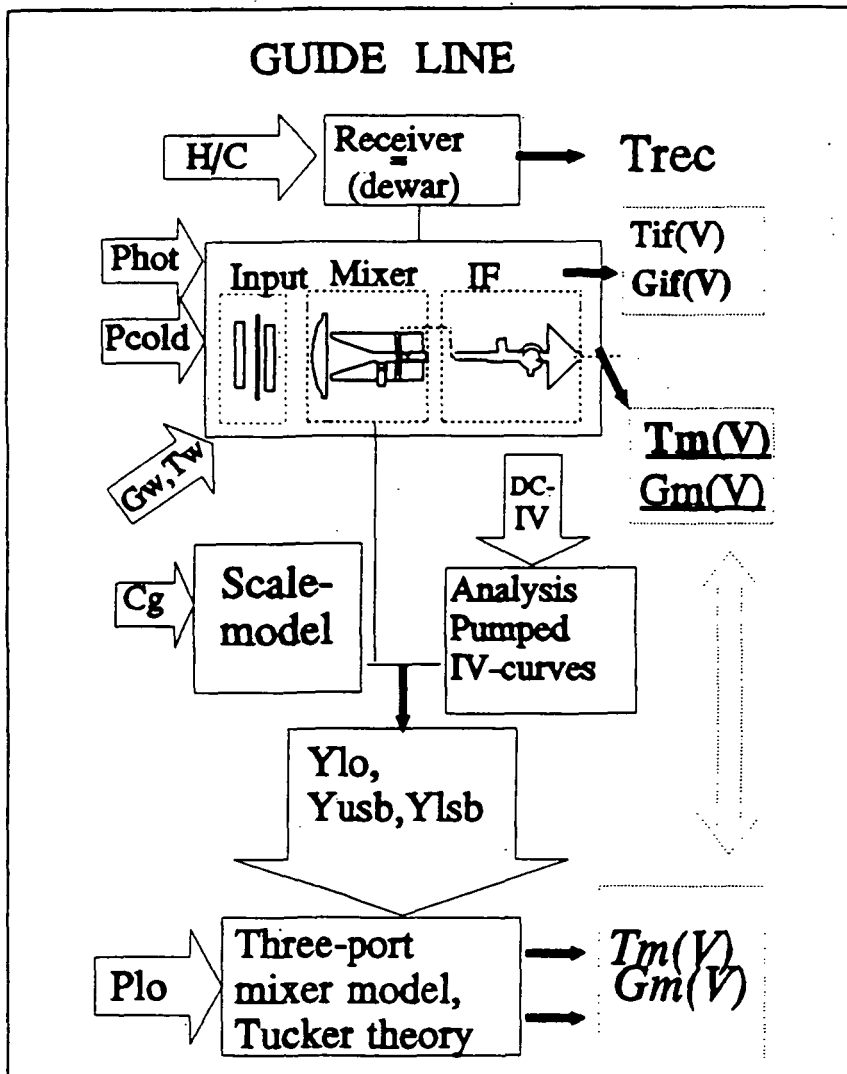 GUIDE LINE
H/C
Receiver
=
(dewar)
Trec
Phot
Pcold
Input
Mixer
IF
Tif(V)
Gif(V)
Tm(V)
Gm(V)
Gw, Tw
DC-
IV
Cg
Scale-
model
Analysis
Pumped
IV-curves
Ylo,
Yusb, Ylsb
Plo
Three-port
mixer model,
Tucker theory
Tm(V)
Gm(V)